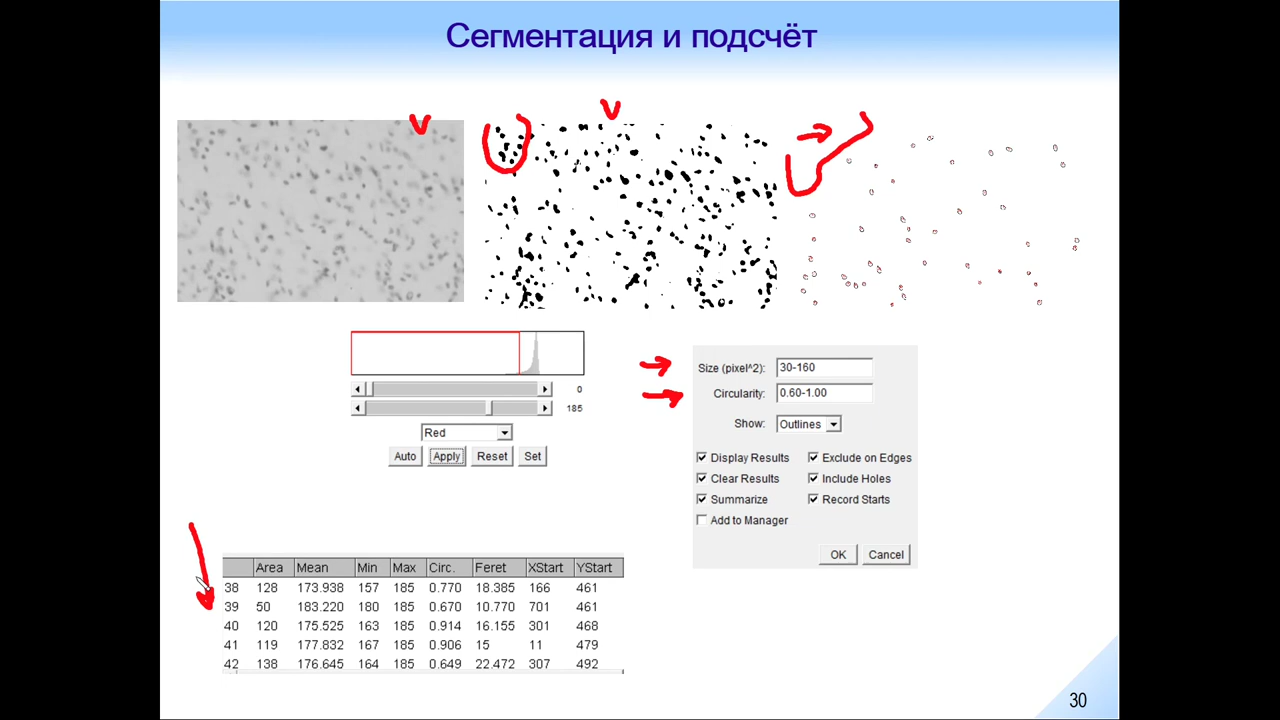 Сегментация и подсчёт
0
185
Red
Auto Apply Reset Set
Size (pixel^2): 30-160
Circularity: 0.60-1.00
Show: Outlines
Display Results Exclude on Edges
Clear Results Include Holes
Summarize Record Starts
Add to Manager
OK Cancel
Area Mean Min Max Circ. Feret XStart YStart
38 128 173.938 157 185 0.770 18.385 166 461
39 50 183.220 180 185 0.670 10.770 701 461
40 120 175.525 163 185 0.914 16.155 301 468
41 119 177.832 167 185 0.906 15 11 479
42 138 176.645 164 185 0.649 22.472 307 492
30